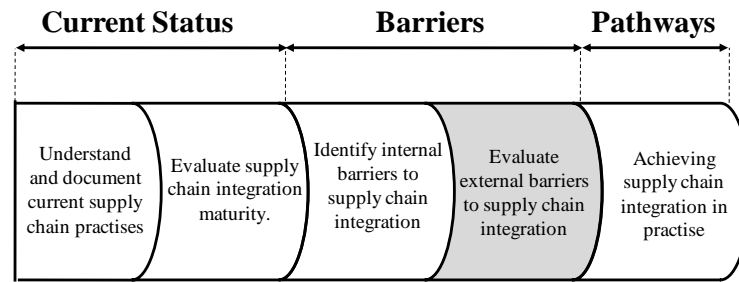 Current Status
Barriers
Pathways
Understand
and document
current supply
chain practises
Evaluate supply
chain integration
maturity.
Identify internal
barriers to
supply chain
integration
Evaluate
external barriers
to supply chain
integration
Achieving
supply chain
integration in
practise